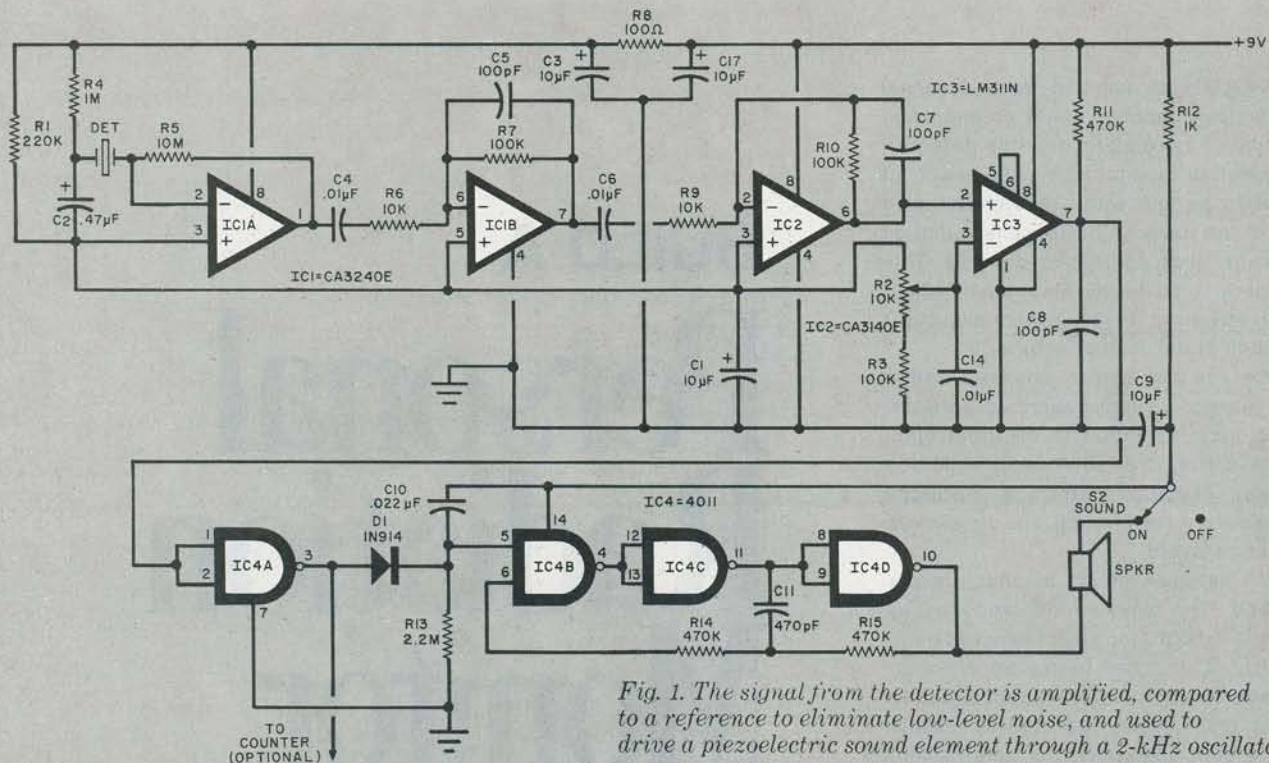 R8
100Ω
+9V
C5
100pF
C3
10µF
C17
10µF
IC3=LM311N
R4
1M
R1
220K
DET
R5
10M
R7
100K
R10
100K
C7
100pF
R11
470K
R12
1K
C2
.47µF
2
3
8
1
IC1A
C4
.01µF
R6
10K
6
5
7
4
IC1B
C6
.01µF
R9
10K
2
3
8
6
4
IC2
5
6
8
2
3
7
4
1
IC3
IC1=CA3240E
R2
10K
IC2=CA3140E
R3
100K
C1
10µF
C14
.01µF
C8
100pF
C9
10µF
C10
.022µF
IC4=4011
S2
SOUND
ON
OFF
D1
1N914
1
2
3
7
IC4A
14
5
6
4
IC4B
12
13
11
IC4C
8
9
10
IC4D
SPKR
R13
2.2M
C11
470pF
R14
470K
R15
470K
TO
COUNTER
(OPTIONAL)
Fig. 1. The signal from the detector is amplified, compared
to a reference to eliminate low-level noise, and used to
drive a piezoelectric sound element through a 2-kHz oscillato